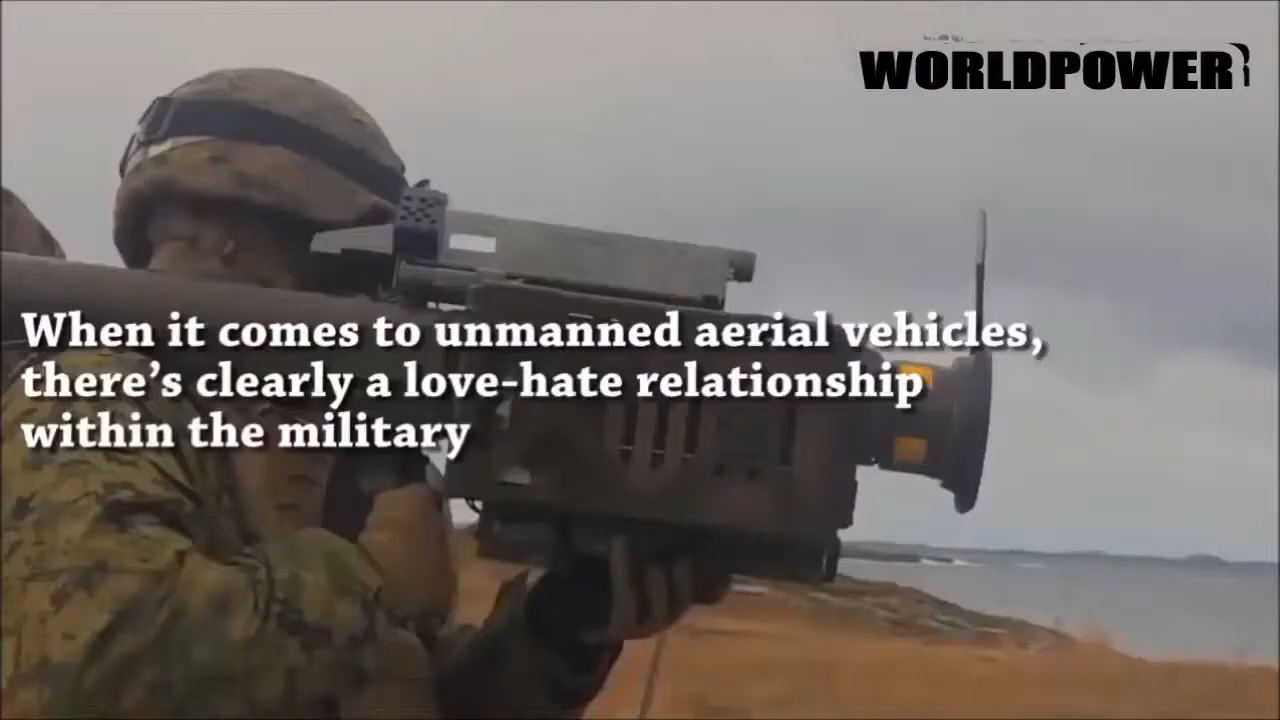 WORLDPOWER
When it comes to unmanned aerial vehicles,
there’s clearly a love-hate relationship
within the military